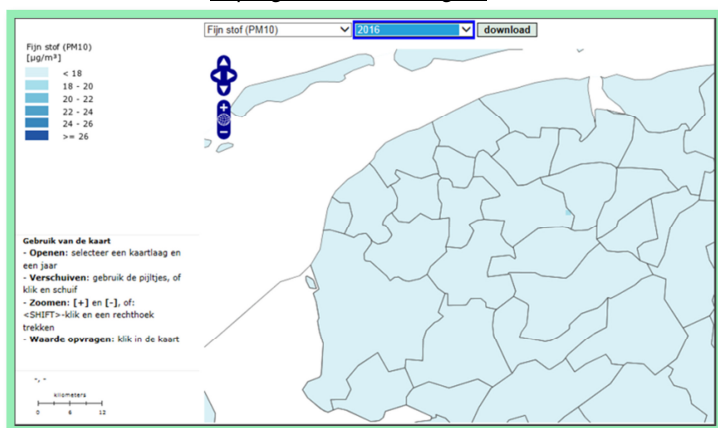 Fijn stof (PM10) 2016 download
Fijn stof (PM10)
[µg/m³]
< 18
18 - 20
20 - 22
22 - 24
24 - 26
>= 26
Gebruik van de kaart
- Openen: selecteer een kaartlaag en
een jaar
- Verschuiven: gebruik de pijltjes, of
klik en schuif
- Zoomen: [+] en [-], of:
<SHIFT>-klik en een rechthoek
trekken
- Waarde opvragen: klik in de kaart
-, -
kilometers
0 6 12